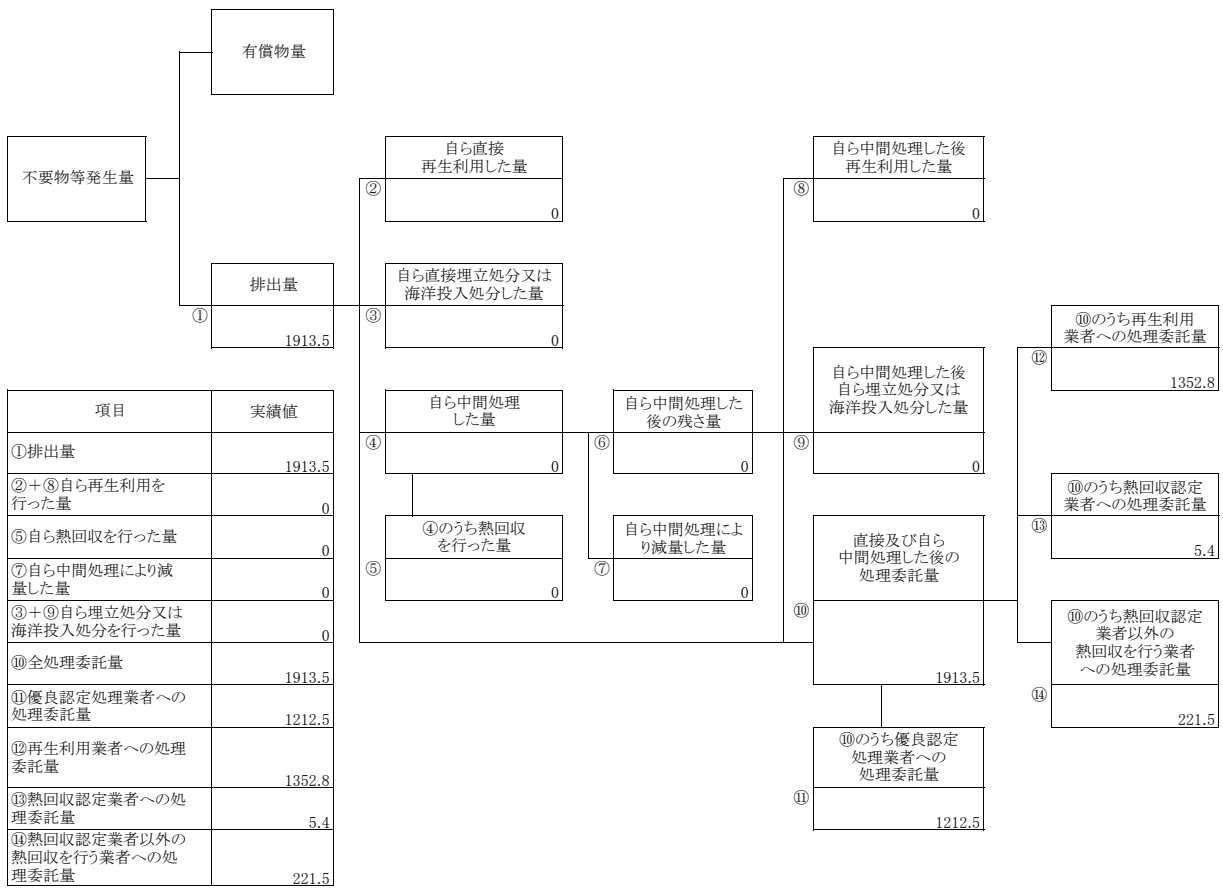 有償物量
不要物等発生量
排出量
①
1913.5
自ら直接
再生利用した量
②
0
自ら直接埋立処分又は
海洋投入処分した量
③
0
自ら中間処理
した量
④
0
④のうち熱回収
を行った量
⑤
0
自ら中間処理した
後の残さ量
⑥
0
自ら中間処理によ
り減量した量
⑦
0
自ら中間処理した後
再生利用した量
⑧
0
自ら中間処理した後
自ら埋立処分又は
海洋投入処分した量
⑨
0
直接及び自ら
中間処理した後の
処理委託量
⑩
1913.5
⑩のうち優良認定
処理業者への
処理委託量
⑪
1212.5
⑩のうち再生利用
業者への処理委託量
⑫
1352.8
⑩のうち熱回収認定
業者への処理委託量
⑬
5.4
⑩のうち熱回収認定
業者以外の
熱回収を行う業者
への処理委託量
⑭
221.5
項目 実績値
①排出量
1913.5
②+⑧自ら再生利用を
行った量
0
⑤自ら熱回収を行った量
0
⑦自ら中間処理により減
量した量
0
③+⑨自ら埋立処分又は
海洋投入処分を行った量
0
⑩全処理委託量
1913.5
⑪優良認定処理業者への
処理委託量
1212.5
⑫再生利用業者への処理
委託量
1352.8
⑬熱回収認定業者への処
理委託量
5.4
⑭熱回収認定業者以外の
熱回収を行う業者への処
理委託量
221.5